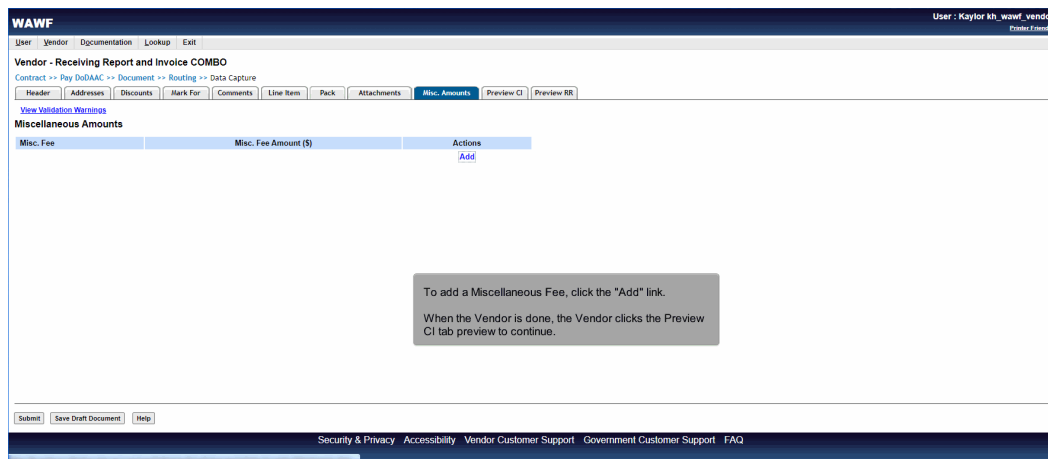 WAWF
User : Kaylor kh_wawf_vendo
Printer Friend
User Vendor Documentation Lookup Exit
Vendor - Receiving Report and Invoice COMBO
Contract >> Pay DoDAAC >> Document >> Routing >> Data Capture
Header Addresses Discounts Mark For Comments Line Item Pack Attachments Misc. Amounts Preview CI Preview RR
View Validation Warnings
Miscellaneous Amounts
Misc. Fee Misc. Fee Amount ($) Actions
Add
To add a Miscellaneous Fee, click the "Add" link.
When the Vendor is done, the Vendor clicks the Preview
CI tab preview to continue.
Submit Save Draft Document Help
Security & Privacy Accessibility Vendor Customer Support Government Customer Support FAQ